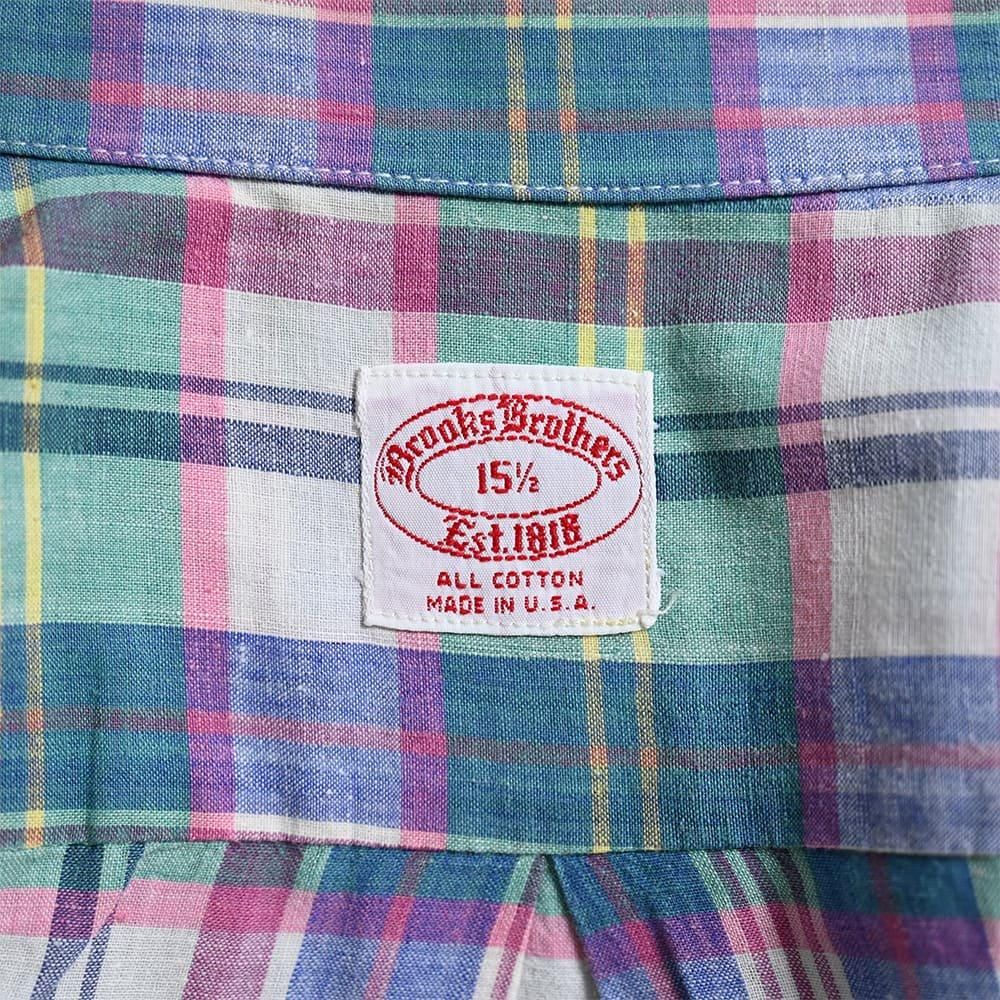 Brooks Brothers
15½
Est. 1818
ALL COTTON
MADE IN U.S.A.